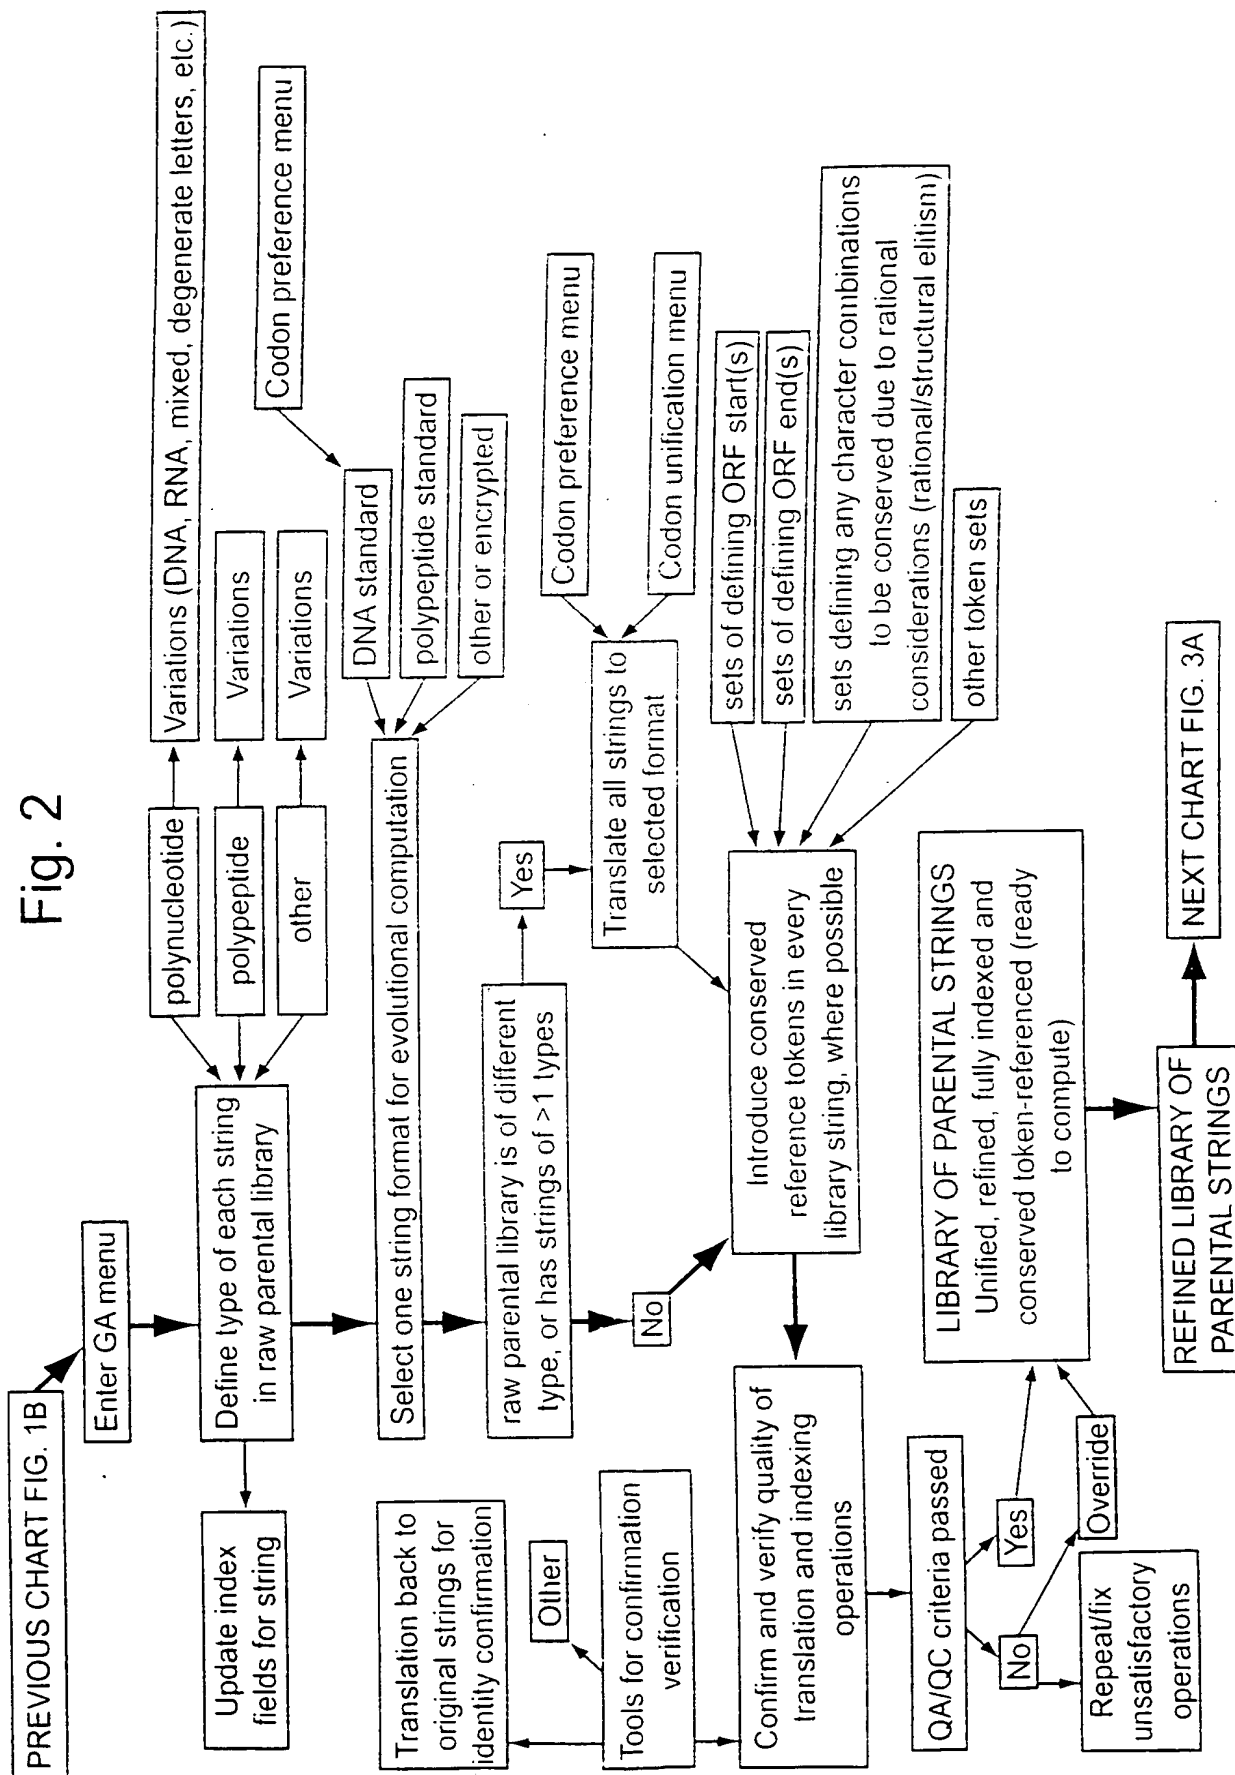 Fig. 2
PREVIOUS CHART FIG. 1B
Enter GA menu
Define type of each string
in raw parental library
Update index
fields for string
polynucleotide
polypeptide
other
Variations (DNA, RNA, mixed, degenerate letters, etc.)
Variations
Variations
Select one string format for evolutional computation
DNA standard
polypeptide standard
other or encrypted
Codon preference menu
raw parental library is of different
type, or has strings of >1 types
Yes
No
Translate all strings to
selected format
Codon preference menu
Codon unification menu
Introduce conserved
reference tokens in every
library string, where possible
sets of defining ORF start(s)
sets of defining ORF end(s)
sets defining any character combinations
to be conserved due to rational
considerations (rational/structural elitism)
other token sets
Translation back to
original strings for
identity confirmation
Other
Tools for confirmation
verification
Confirm and verify quality of
translation and indexing
operations
QA/QC criteria passed
Yes
No
Override
Repeat/fix
unsatisfactory
operations
LIBRARY OF PARENTAL STRINGS
Unified, refined, fully indexed and
conserved token-referenced (ready
to compute)
REFINED LIBRARY OF
PARENTAL STRINGS
NEXT CHART FIG. 3A